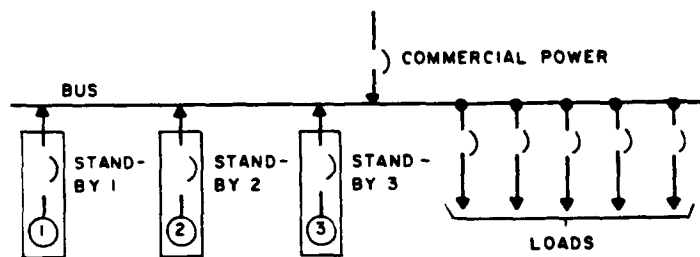 COMMERCIAL POWER
BUS
STAND-
BY 1
STAND-
BY 2
STAND-
BY 3
1
2
3
LOADS